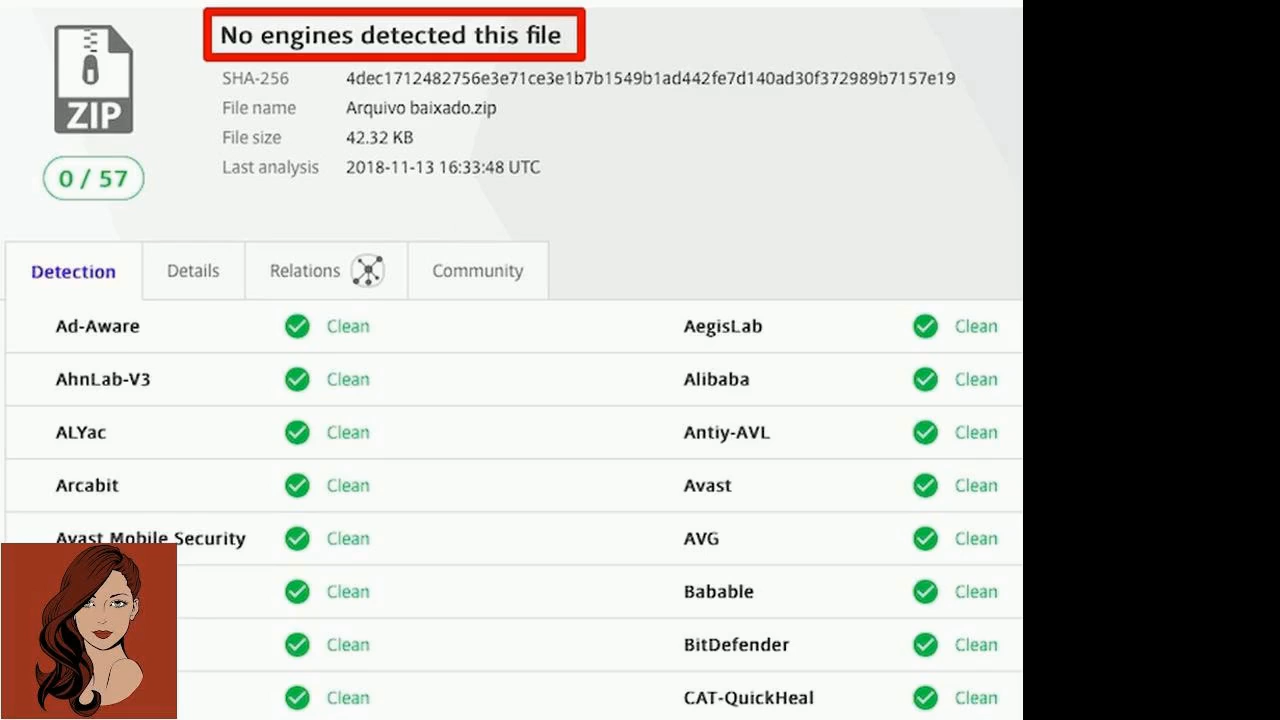 No engines detected this file
SHA-256 4dec1712482756e3e71ce3e1b7b1549b1ad442fe7d140ad30f372989b7157e19
File name Arquivo baixado.zip
File size 42.32 KB
Last analysis 2018-11-13 16:33:48 UTC
ZIP
0 / 57
Detection Details Relations Community
Ad-Aware Clean AegisLab Clean
AhnLab-V3 Clean Alibaba Clean
ALYac Clean Antiy-AVL Clean
Arcabit Clean Avast Clean
Avast Mobile Security Clean AVG Clean
Clean Babable Clean
Clean BitDefender Clean
Clean CAT-QuickHeal Clean